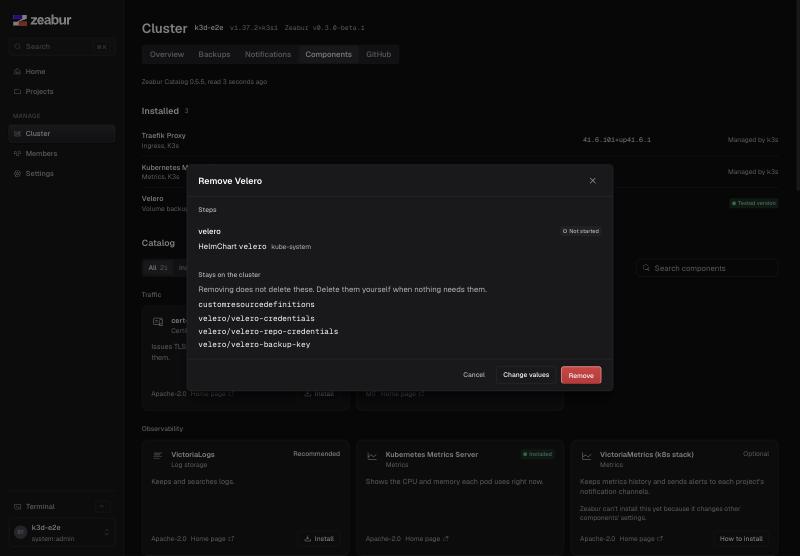 zeabur
Search
⌘K
Home
Projects
MANAGE
Cluster
Members
Settings
Terminal
k3d-e2e
system:admin
Cluster k3d-e2e v1.37.2+k3s1 Zeabur v0.3.0-beta.1
Overview Backups Notifications Components GitHub
Zeabur Catalog 0.5.6, read 3 seconds ago
Installed 3
Traefik Proxy
Ingress, K3s
41.6.101+up41.6.1
Managed by k3s
Kubernetes M
Metrics, K3s
Managed by k3s
Velero
Volume backup
Tested version
Catalog
All 21 In
Search components
Traffic
cert-
Certi
Issues TLS
them.
Apache-2.0 Home page
Install
Home page
Remove Velero
Steps
velero
Not started
HelmChart velero kube-system
Stays on the cluster
Removing does not delete these. Delete them yourself when nothing needs them.
customresourcedefinitions
velero/velero-credentials
velero/velero-repo-credentials
velero/velero-backup-key
Cancel Change values Remove
Observability
VictoriaLogs
Recommended
Log storage
Keeps and searches logs.
Apache-2.0 Home page
Install
Kubernetes Metrics Server
Installed
Metrics
Shows the CPU and memory each pod uses right now.
Apache-2.0 Home page
VictoriaMetrics (k8s stack)
Optional
Metrics
Keeps metrics history and sends alerts to each project's
notification channels.
Zeabur can't install this yet because it changes other
components' settings.
Apache-2.0 Home page
How to install